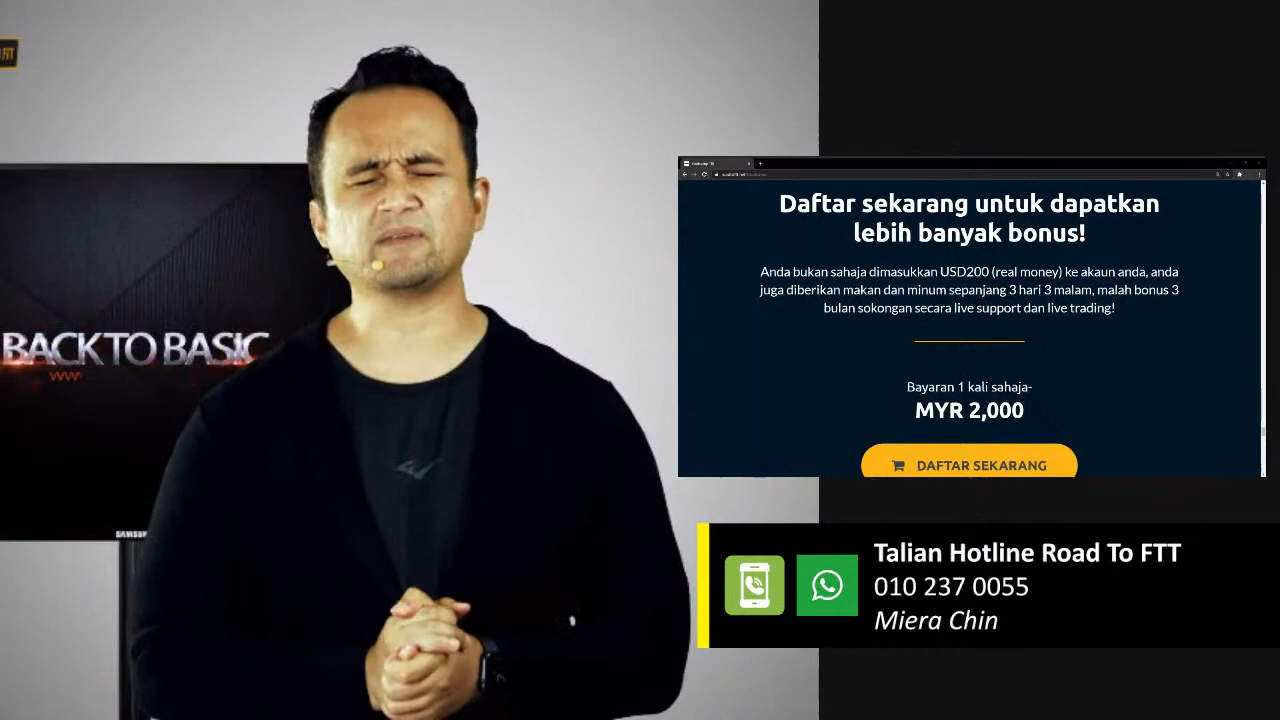 FTT
BACK TO BASIC
WWW
SAMSUNG
Daftar sekarang untuk dapatkan
lebih banyak bonus!
Anda bukan sahaja dimasukkan USD200 (real money) ke akaun anda, anda
juga diberikan makan dan minum sepanjang 3 hari 3 malam, malah bonus 3
bulan sokongan secara live support dan live trading!
Bayaran 1 kali sahaja-
MYR 2,000
DAFTAR SEKARANG
Talian Hotline Road To FTT
010 237 0055
Miera Chin